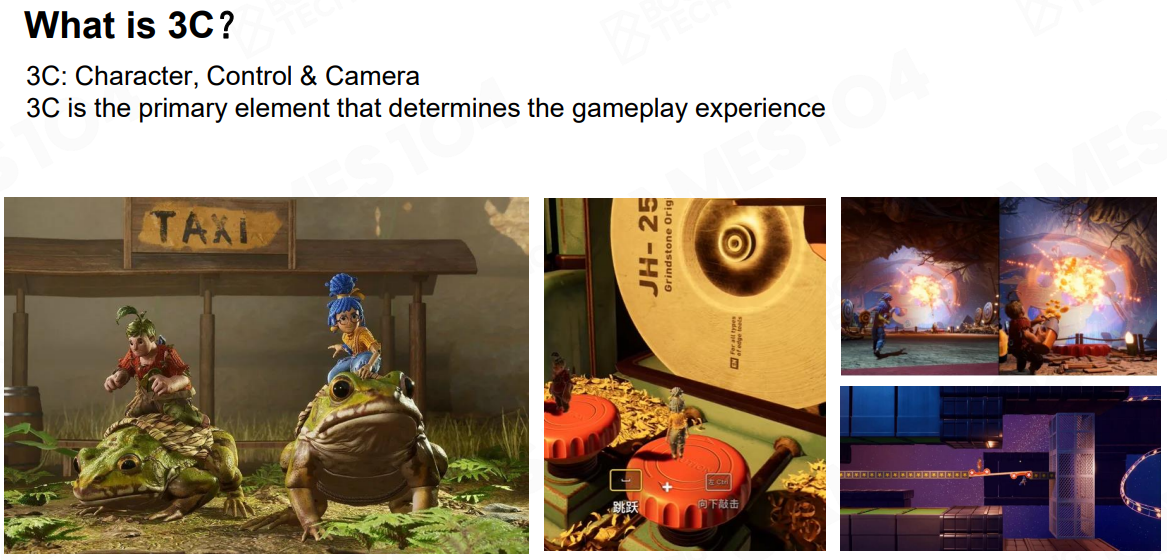 What is 3C?
3C: Character, Control & Camera
3C is the primary element that determines the gameplay experience
TAXI
JH- 25
Grindstone Orig
For all types
of edge tools
跳跃
向下敲击